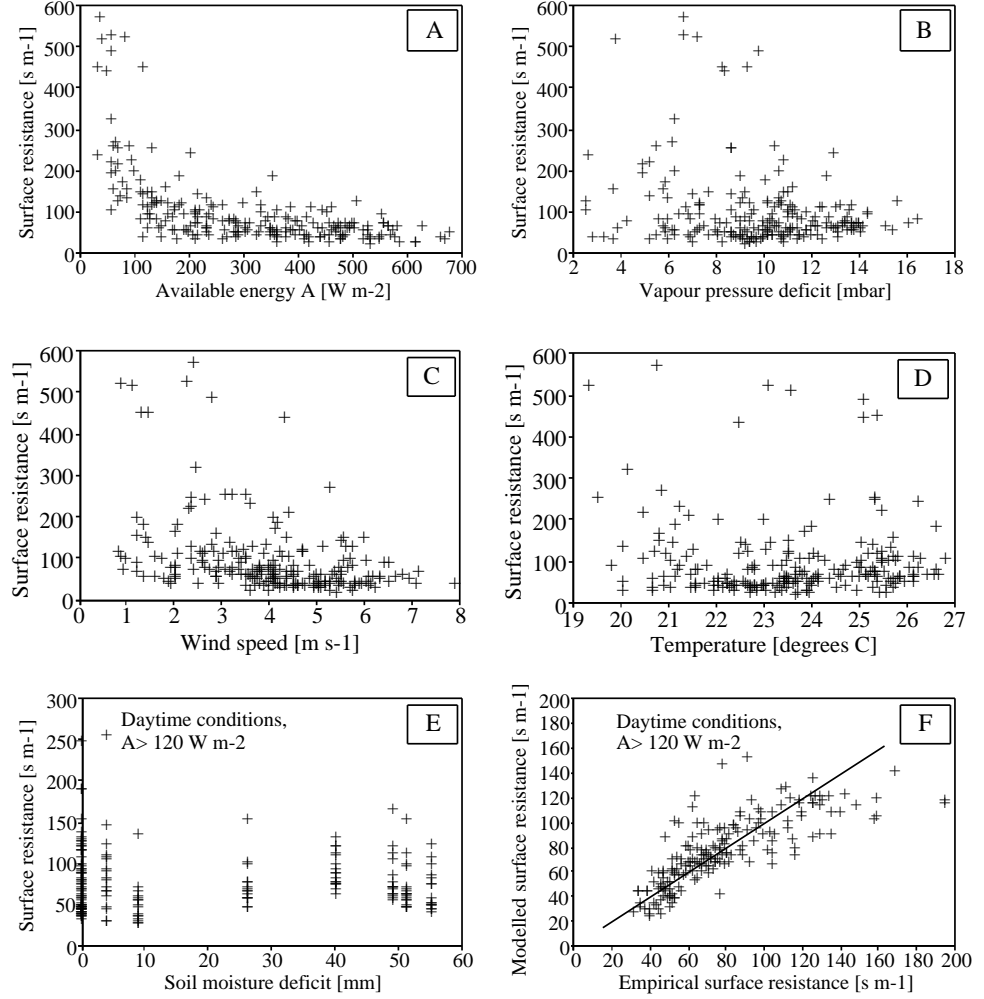 600
500
400
300
200
100
0
0 100 200 300 400 500 600 700
Surface resistance [s m-1]
Available energy A [W m-2]
A
600
500
400
300
200
100
0
2 4 6 8 10 12 14 16 18
Surface resistance [s m-1]
Vapour pressure deficit [mbar]
B
600
500
400
300
200
100
0
0 1 2 3 4 5 6 7 8
Surface resistance [s m-1]
Wind speed [m s-1]
C
600
500
400
300
200
100
0
19 20 21 22 23 24 25 26 27
Surface resistance [s m-1]
Temperature [degrees C]
D
300
250
200
150
100
50
0
0 10 20 30 40 50 60
Surface resistance [s m-1]
Soil moisture deficit [mm]
Daytime conditions,
A> 120 W m-2
E
200
180
160
140
120
100
80
60
40
20
0
0 20 40 60 80 100 120 140 160 180 200
Modelled surface resistance [s m-1]
Empirical surface resistance [s m-1]
Daytime conditions,
A> 120 W m-2
F